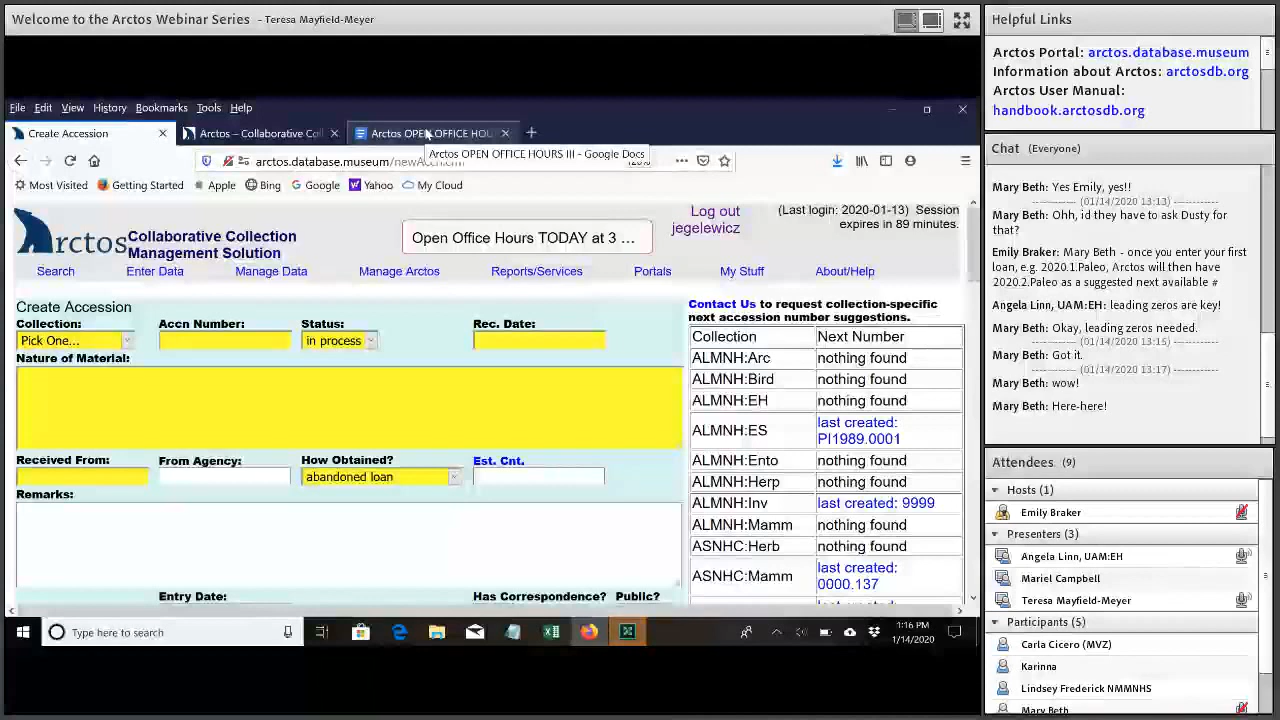 Welcome to the Arctos Webinar Series - Teresa Mayfield-Meyer
File Edit View History Bookmarks Tools Help
Create Accession
Arctos – Collaborative Col
Arctos OPEN OFFICE HOU
Arctos OPEN OFFICE HOURS III - Google Docs
arctos.database.museum/newAccn.cfm
Most Visited Getting Started Apple Bing Google Yahoo My Cloud
Arctos Collaborative Collection
Management Solution
Open Office Hours TODAY at 3 ...
Log out
jegelewicz
(Last login: 2020-01-13) Session
expires in 89 minutes.
Search Enter Data Manage Data Manage Arctos Reports/Services Portals My Stuff About/Help
Create Accession
Collection: Accn Number: Status: Rec. Date:
Pick One... in process
Nature of Material:
Received From: From Agency: How Obtained? Est. Cnt.
abandoned loan
Remarks:
Entry Date: Has Correspondence? Public?
Contact Us to request collection-specific
next accession number suggestions.
Collection Next Number
ALMNH:Arc nothing found
ALMNH:Bird nothing found
ALMNH:EH nothing found
ALMNH:ES last created:
PI1989.0001
ALMNH:Ento nothing found
ALMNH:Herp nothing found
ALMNH:Inv last created: 9999
ALMNH:Mamm nothing found
ASNHC:Herb nothing found
ASNHC:Mamm last created:
0000.137
Type here to search
1:16 PM
1/14/2020
Helpful Links
Arctos Portal: arctos.database.museum
Information about Arctos: arctosdb.org
Arctos User Manual:
handbook.arctosdb.org
Chat (Everyone)
Mary Beth: Yes Emily, yes!!
------------ (01/14/2020 13:13) ------------
Mary Beth: Ohh, id they have to ask Dusty for
that?
Emily Braker: Mary Beth - once you enter your first
loan, e.g. 2020.1.Paleo, Arctos will then have
2020.2.Paleo as a suggested next available #
Angela Linn, UAM:EH: leading zeros are key!
Mary Beth: Okay, leading zeros needed.
------------ (01/14/2020 13:15) ------------
Mary Beth: Got it.
------------ (01/14/2020 13:17) ------------
Mary Beth: wow!
Mary Beth: Here-here!
Attendees (9)
Hosts (1)
Emily Braker
Presenters (3)
Angela Linn, UAM:EH
Mariel Campbell
Teresa Mayfield-Meyer
Participants (5)
Carla Cicero (MVZ)
Karinna
Lindsey Frederick NMMNHS
Mary Beth